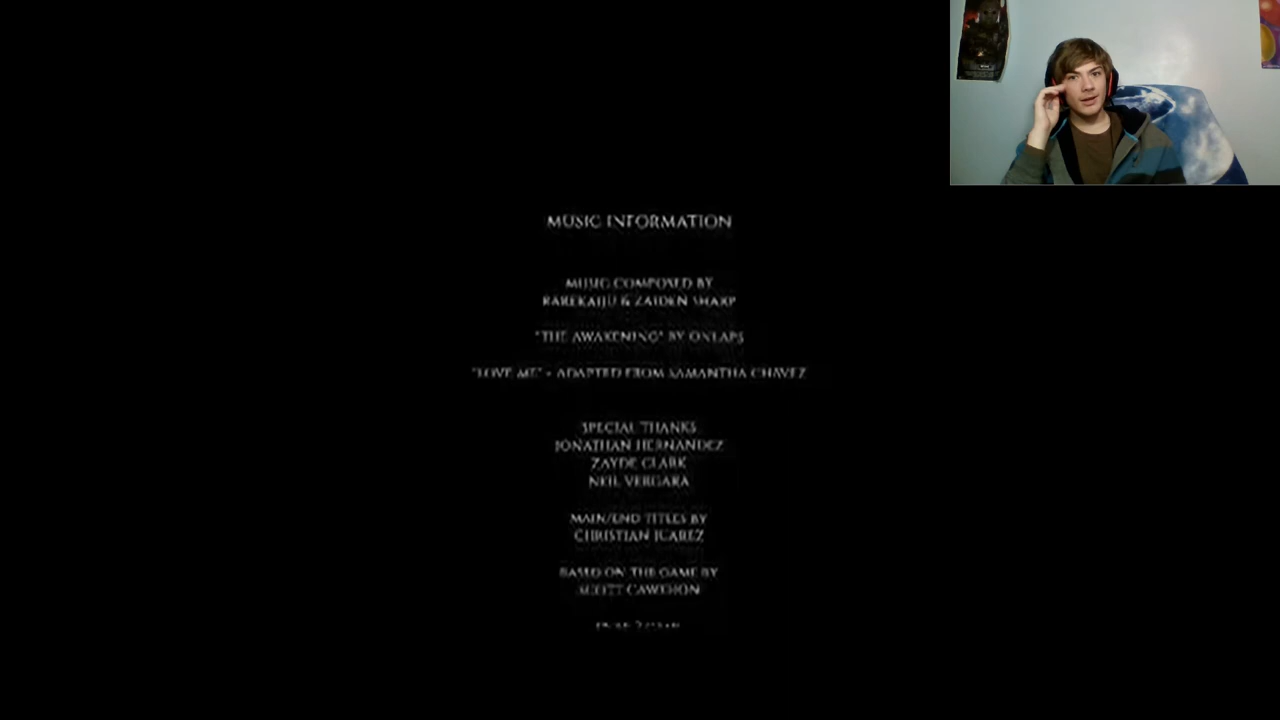 MUSIC INFORMATION
MUSIC COMPOSED BY
RAREKAIJU & ZAIDEN SHARP
"THE AWAKENING" BY ONLAPS
"LOVE ME" - ADAPTED FROM SAMANTHA CHAVEZ
SPECIAL THANKS
JONATHAN HERNANDEZ
ZAYDE CLARK
NEIL VERGARA
MAIN/END TITLES BY
CHRISTIAN JUAREZ
BASED ON THE GAME BY
SCOTT CAWTHON